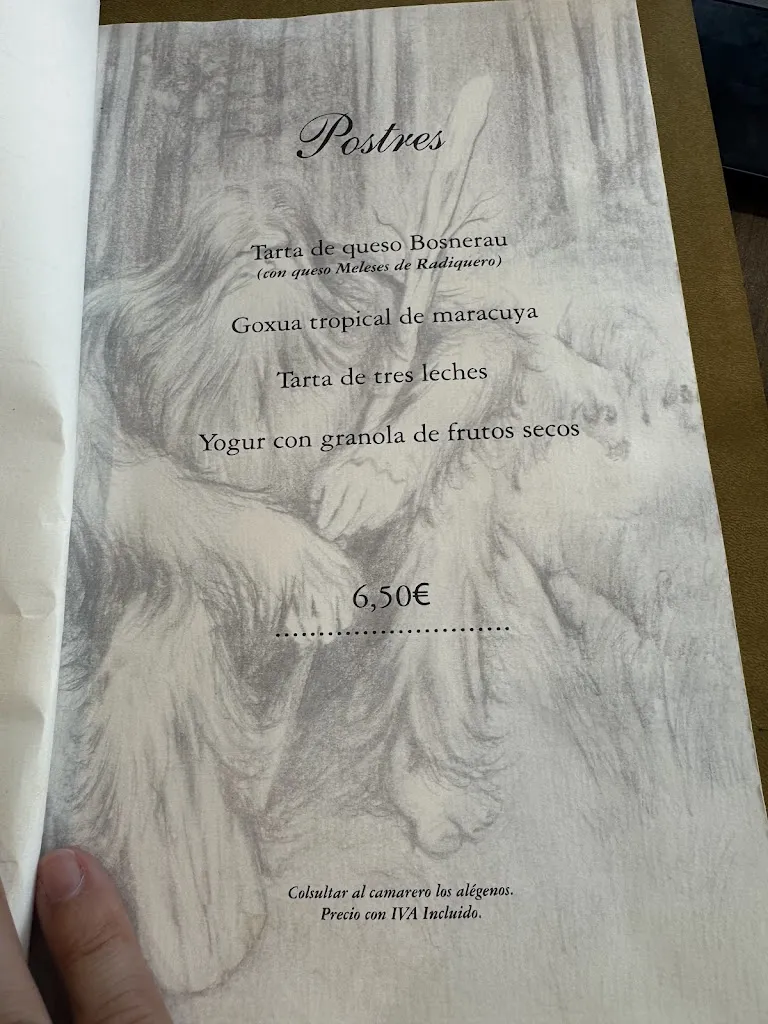 Postres
Tarta de queso Bosnerau
(con queso Meleses de Radiquero)
Goxua tropical de maracuya
Tarta de tres leches
Yogur con granola de frutos secos
6,50€
Colsultar al camarero los alégenos.
Precio con IVA Incluido.